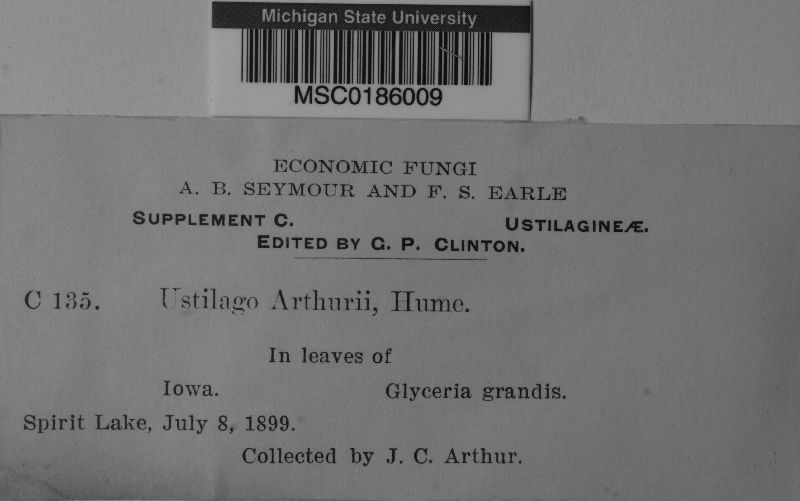 Michigan State University
MSC0186009
ECONOMIC FUNGI
A. B. SEYMOUR AND F. S. EARLE
SUPPLEMENT C. USTILAGINEÆ.
EDITED BY G. P. CLINTON.
C 135. Ustilago Arthurii, Hume.
In leaves of
Iowa. Glyceria grandis.
Spirit Lake, July 8, 1899.
Collected by J. C. Arthur.